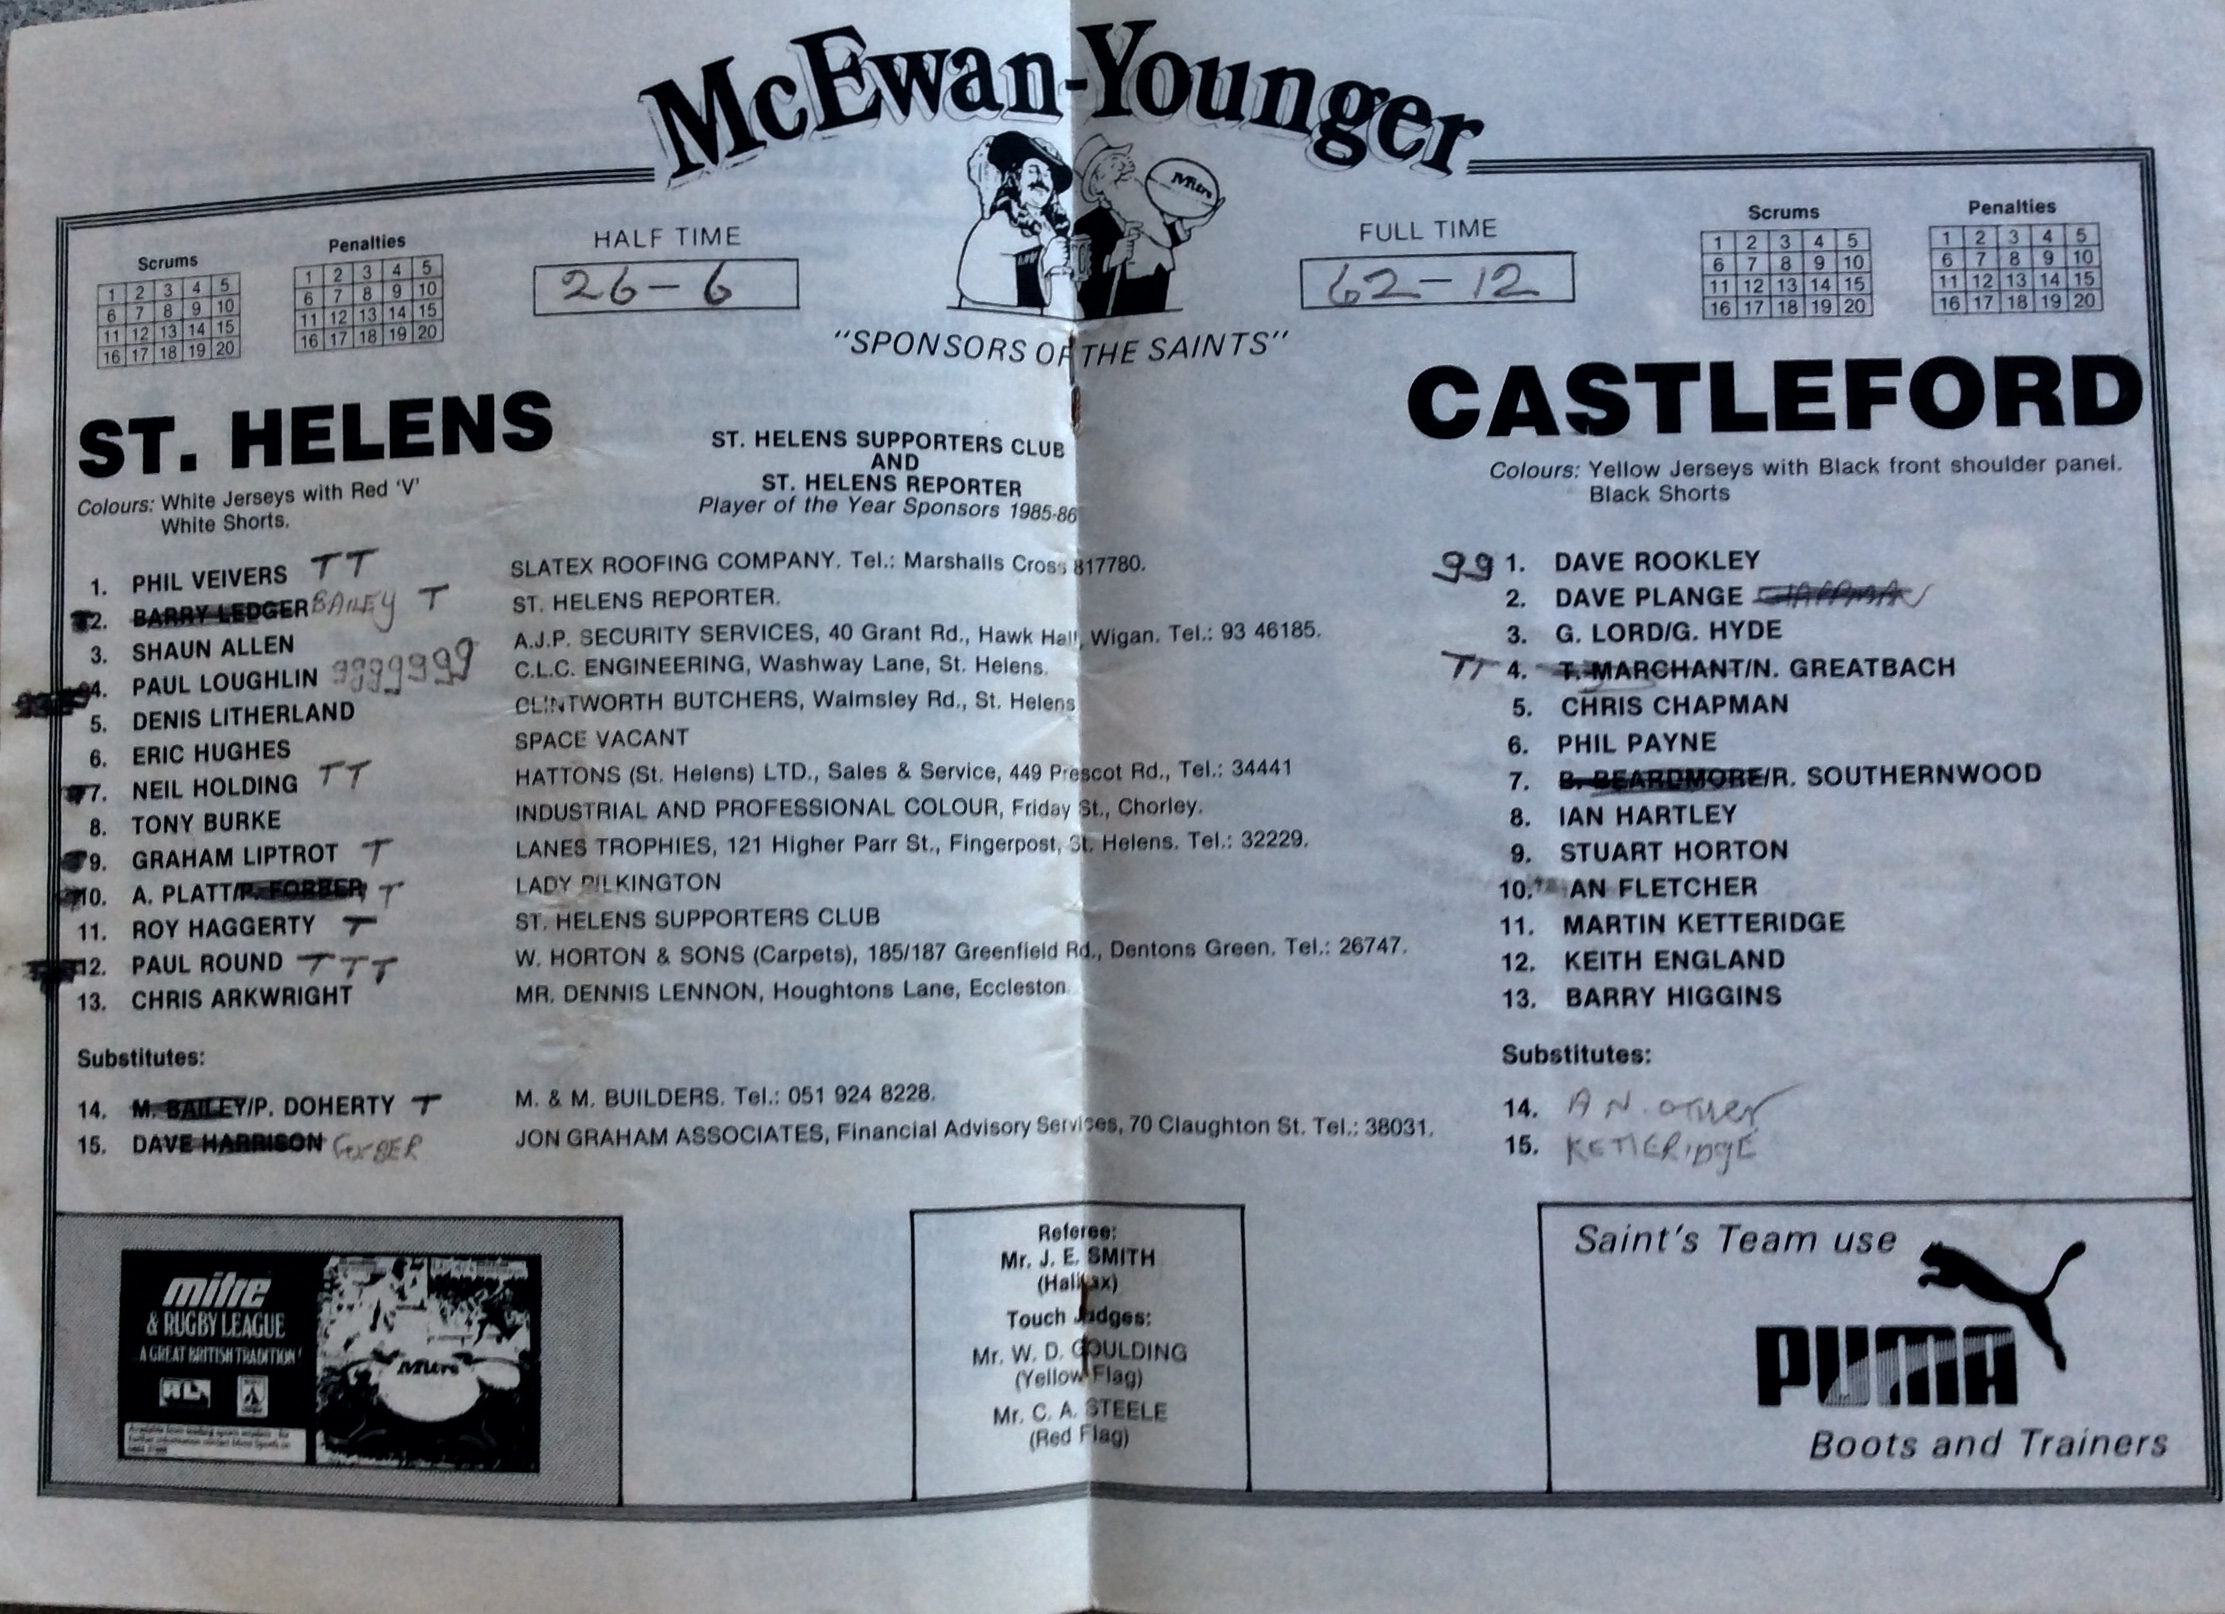 McEwan-Younger
Mitre
Scrums
1 2 3 4 5
6 7 8 9 10
11 12 13 14 15
16 17 18 19 20
Penalties
1 2 3 4 5
6 7 8 9 10
11 12 13 14 15
16 17 18 19 20
HALF TIME
26 - 6
FULL TIME
62 - 12
Scrums
1 2 3 4 5
6 7 8 9 10
11 12 13 14 15
16 17 18 19 20
Penalties
1 2 3 4 5
6 7 8 9 10
11 12 13 14 15
16 17 18 19 20
"SPONSORS OF THE SAINTS"
ST. HELENS
Colours: White Jerseys with Red 'V'
White Shorts.
ST. HELENS SUPPORTERS CLUB
AND
ST. HELENS REPORTER
Player of the Year Sponsors 1985-86
1. PHIL VEIVERS TT SLATEX ROOFING COMPANY. Tel.: Marshalls Cross 817780.
2. BARRY LEDGER BAILEY T ST. HELENS REPORTER.
3. SHAUN ALLEN A.J.P. SECURITY SERVICES, 40 Grant Rd., Hawk Hall, Wigan. Tel.: 93 46185.
4. PAUL LOUGHLIN gggggggg C.L.C. ENGINEERING, Washway Lane, St. Helens.
5. DENIS LITHERLAND CLINTWORTH BUTCHERS, Walmsley Rd., St. Helens
6. ERIC HUGHES SPACE VACANT
7. NEIL HOLDING TT HATTONS (St. Helens) LTD., Sales & Service, 449 Prescot Rd., Tel.: 34441
8. TONY BURKE INDUSTRIAL AND PROFESSIONAL COLOUR, Friday St., Chorley.
9. GRAHAM LIPTROT T LANES TROPHIES, 121 Higher Parr St., Fingerpost, St. Helens. Tel.: 32229.
10. A. PLATT/P. FORBER T LADY PILKINGTON
11. ROY HAGGERTY T ST. HELENS SUPPORTERS CLUB
12. PAUL ROUND TTT W. HORTON & SONS (Carpets), 185/187 Greenfield Rd., Dentons Green. Tel.: 26747.
13. CHRIS ARKWRIGHT MR. DENNIS LENNON, Houghtons Lane, Eccleston.
Substitutes:
14. M. BAILEY/P. DOHERTY T M. & M. BUILDERS. Tel.: 051 924 8228.
15. DAVE HARRISON FORBER JON GRAHAM ASSOCIATES, Financial Advisory Services, 70 Claughton St. Tel.: 38031.
CASTLEFORD
Colours: Yellow Jerseys with Black front shoulder panel.
Black Shorts
gg 1. DAVE ROOKLEY
2. DAVE PLANGE CHAPMAN
3. G. LORD/G. HYDE
TT 4. T. MARCHANT/N. GREATBACH
5. CHRIS CHAPMAN
6. PHIL PAYNE
7. B. BEARDMORE/R. SOUTHERNWOOD
8. IAN HARTLEY
9. STUART HORTON
10. IAN FLETCHER
11. MARTIN KETTERIDGE
12. KEITH ENGLAND
13. BARRY HIGGINS
Substitutes:
14. A N. OTHER
15. KETTERIDGE
mitre
& RUGBY LEAGUE
A GREAT BRITISH TRADITION!
RL
Mitre
Referee:
Mr. J. E. SMITH
(Halifax)
Touch Judges:
Mr. W. D. GOULDING
(Yellow Flag)
Mr. C. A. STEELE
(Red Flag)
Saint's Team use
PUMA
Boots and Trainers